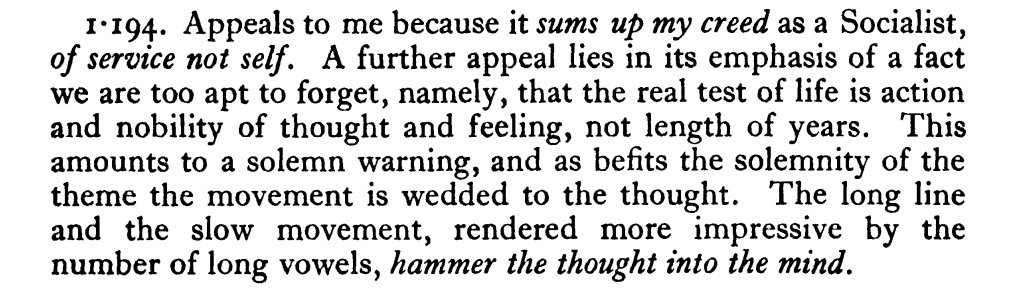 1·194. Appeals to me because it sums up my creed as a Socialist,
of service not self. A further appeal lies in its emphasis of a fact
we are too apt to forget, namely, that the real test of life is action
and nobility of thought and feeling, not length of years. This
amounts to a solemn warning, and as befits the solemnity of the
theme the movement is wedded to the thought. The long line
and the slow movement, rendered more impressive by the
number of long vowels, hammer the thought into the mind.